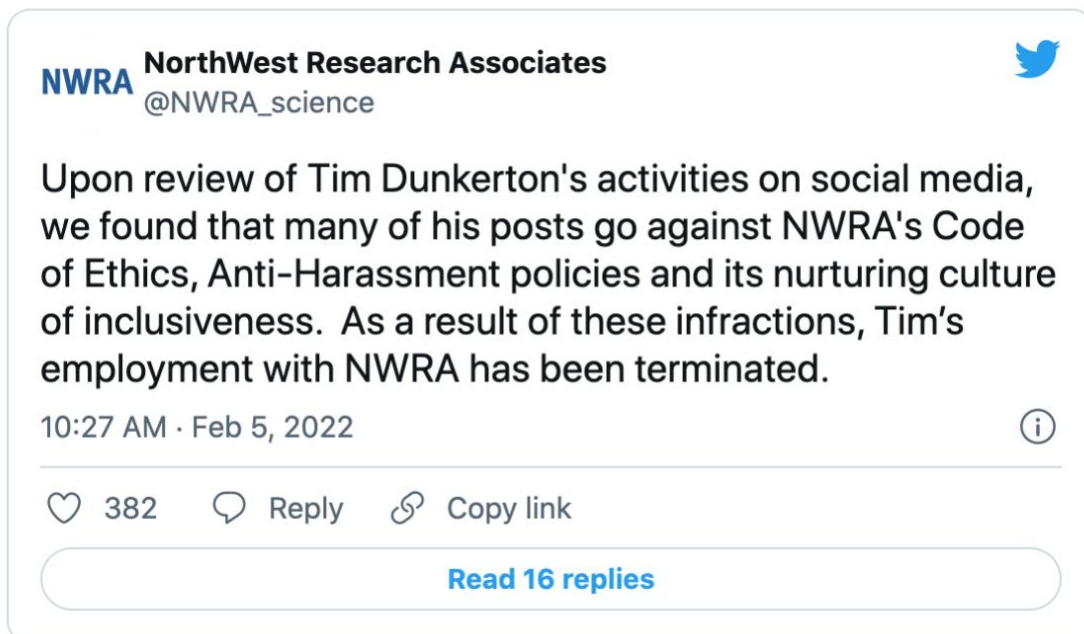 NWRA
NorthWest Research Associates
@NWRA_science
Upon review of Tim Dunkerton's activities on social media,
we found that many of his posts go against NWRA's Code
of Ethics, Anti-Harassment policies and its nurturing culture
of inclusiveness.  As a result of these infractions, Tim’s
employment with NWRA has been terminated.
10:27 AM · Feb 5, 2022
382 Reply Copy link
Read 16 replies